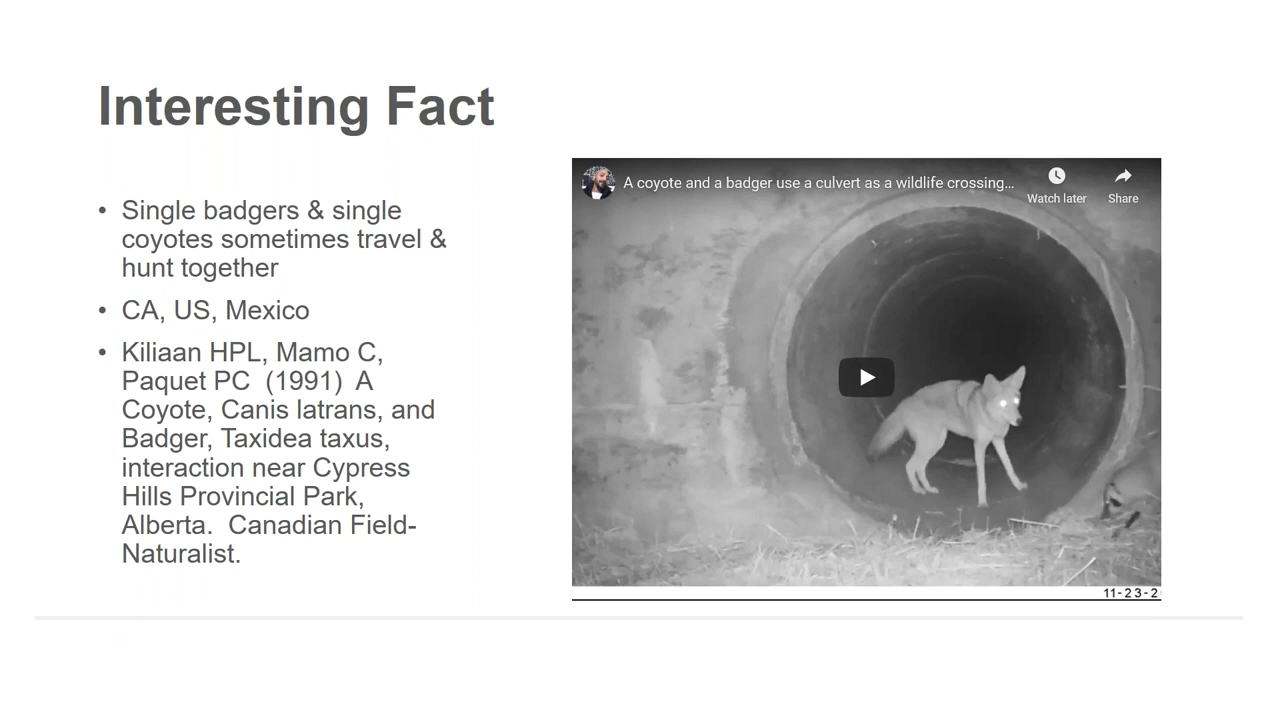 Interesting Fact
• Single badgers & single
coyotes sometimes travel &
hunt together
• CA, US, Mexico
• Kiliaan HPL, Mamo C,
Paquet PC (1991) A
Coyote, Canis latrans, and
Badger, Taxidea taxus,
interaction near Cypress
Hills Provincial Park,
Alberta. Canadian Field-
Naturalist.
A coyote and a badger use a culvert as a wildlife crossing...
Watch later
Share
11-23-2